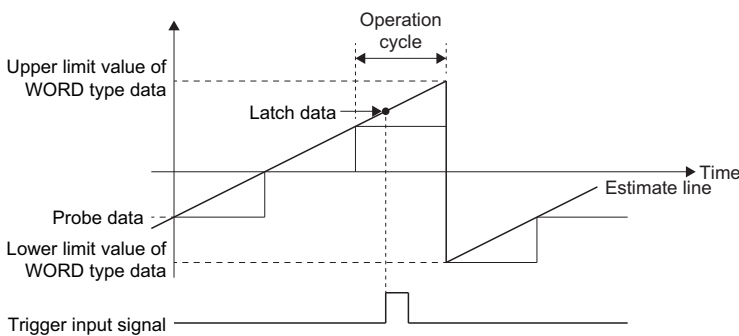 Operation
cycle
Upper limit value of
WORD type data
Latch data
Time
Estimate line
Probe data
Lower limit value of
WORD type data
Trigger input signal